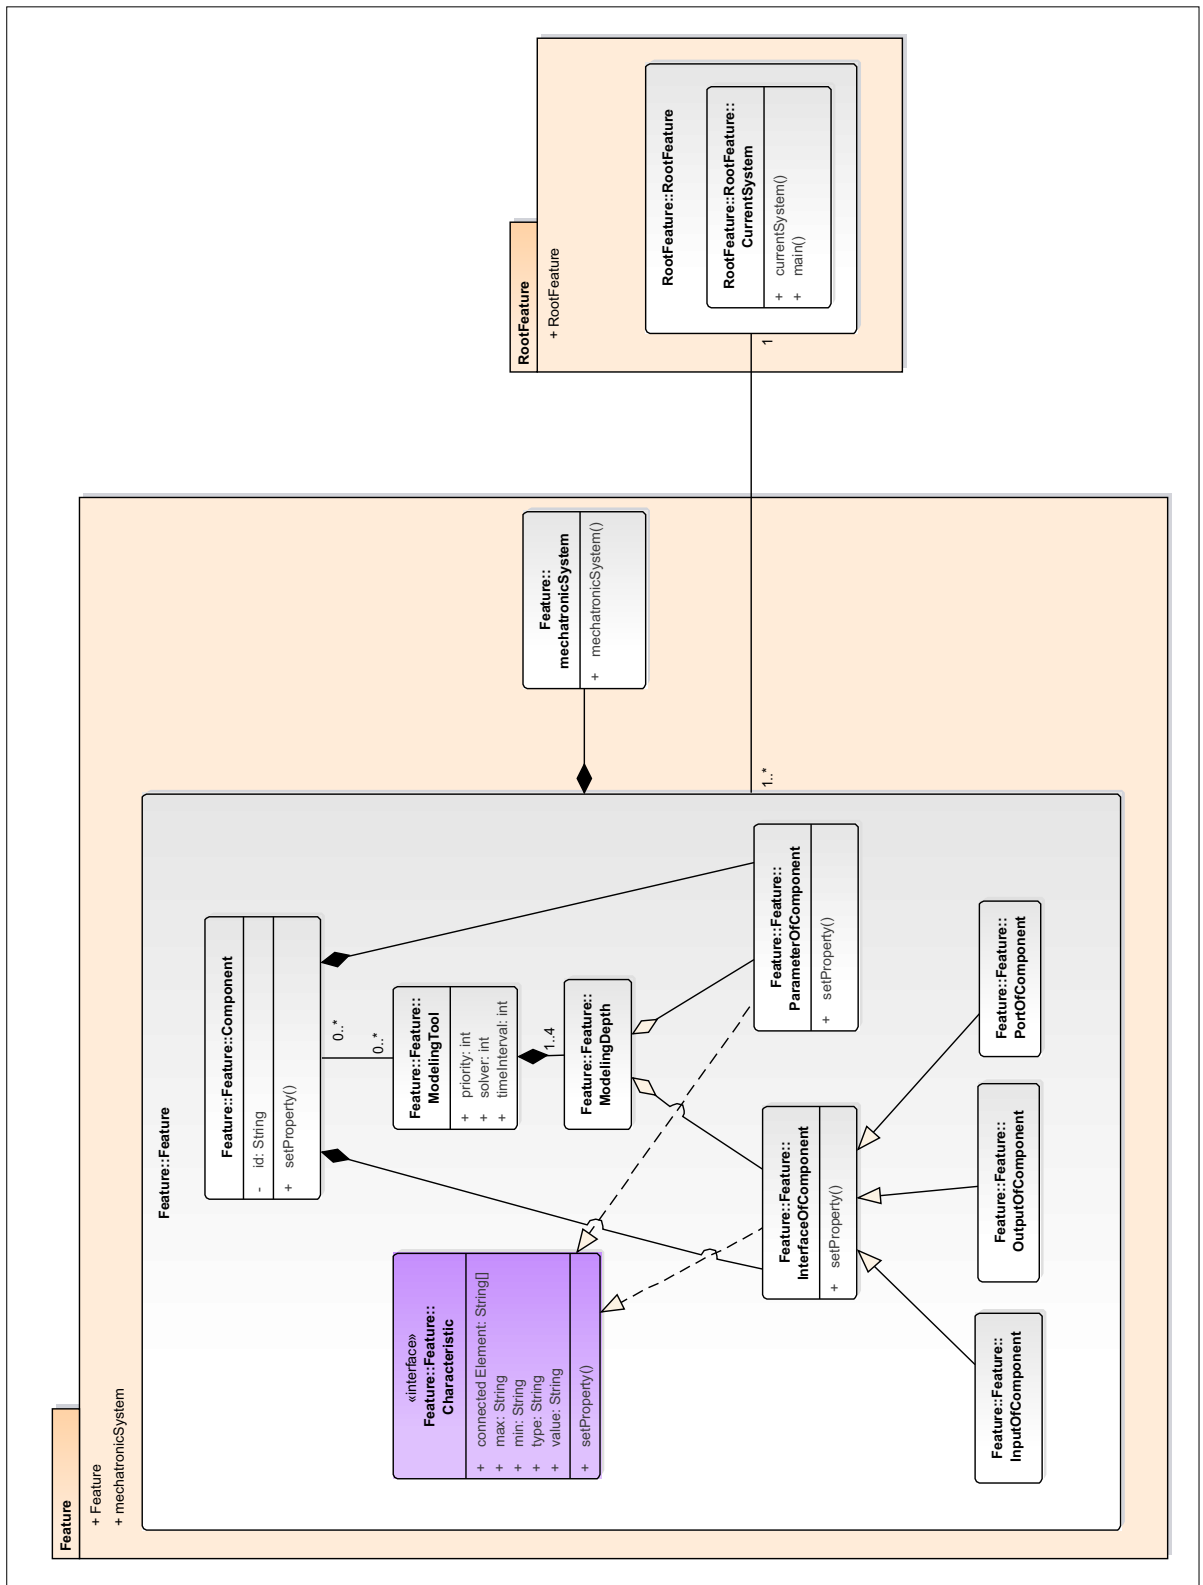 Feature
+ Feature
+ mechatronicSystem
Feature::Feature
Feature::Feature::Component
- id: String
+ setProperty()
0..*
0..*
«interface»
Feature::Feature::
Characteristic
+ connected Element: String[]
+ max: String
+ min: String
+ type: String
+ value: String
+ setProperty()
Feature::Feature::
ModelingTool
+ priority: int
+ solver: int
+ timeInterval: int
1..4
Feature::Feature::
ModelingDepth
Feature::Feature::
InterfaceOfComponent
+ setProperty()
Feature::Feature::
ParameterOfComponent
+ setProperty()
Feature::Feature::
InputOfComponent
Feature::Feature::
OutputOfComponent
Feature::Feature::
PortOfComponent
Feature::
mechatronicSystem
+ mechatronicSystem()
1..*
1
RootFeature
+ RootFeature
RootFeature::RootFeature
RootFeature::RootFeature::
CurrentSystem
+ currentSystem()
+ main()